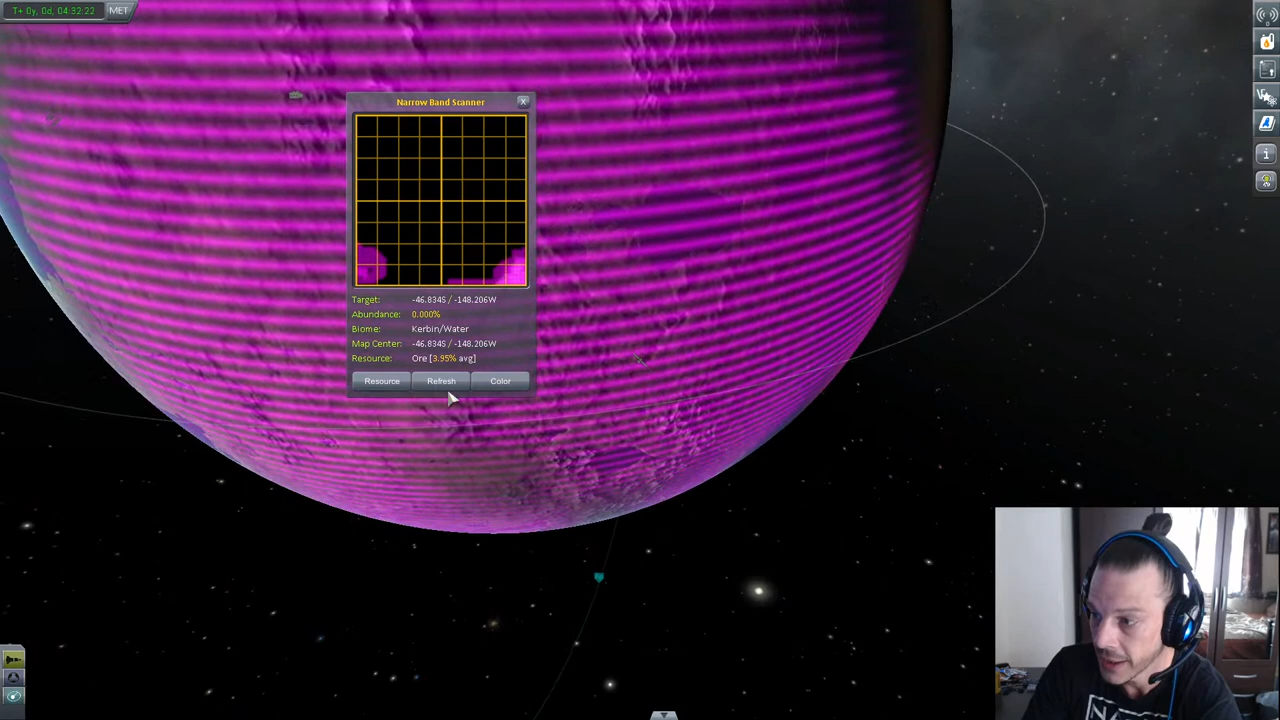 T+ 0y, 0d, 04:32:22 MET
Narrow Band Scanner X
Target: -46.834S / -148.206W
Abundance: 0.000%
Biome: Kerbin/Water
Map Center: -46.834S / -148.206W
Resource: Ore [3.95% avg]
Resource Refresh Color